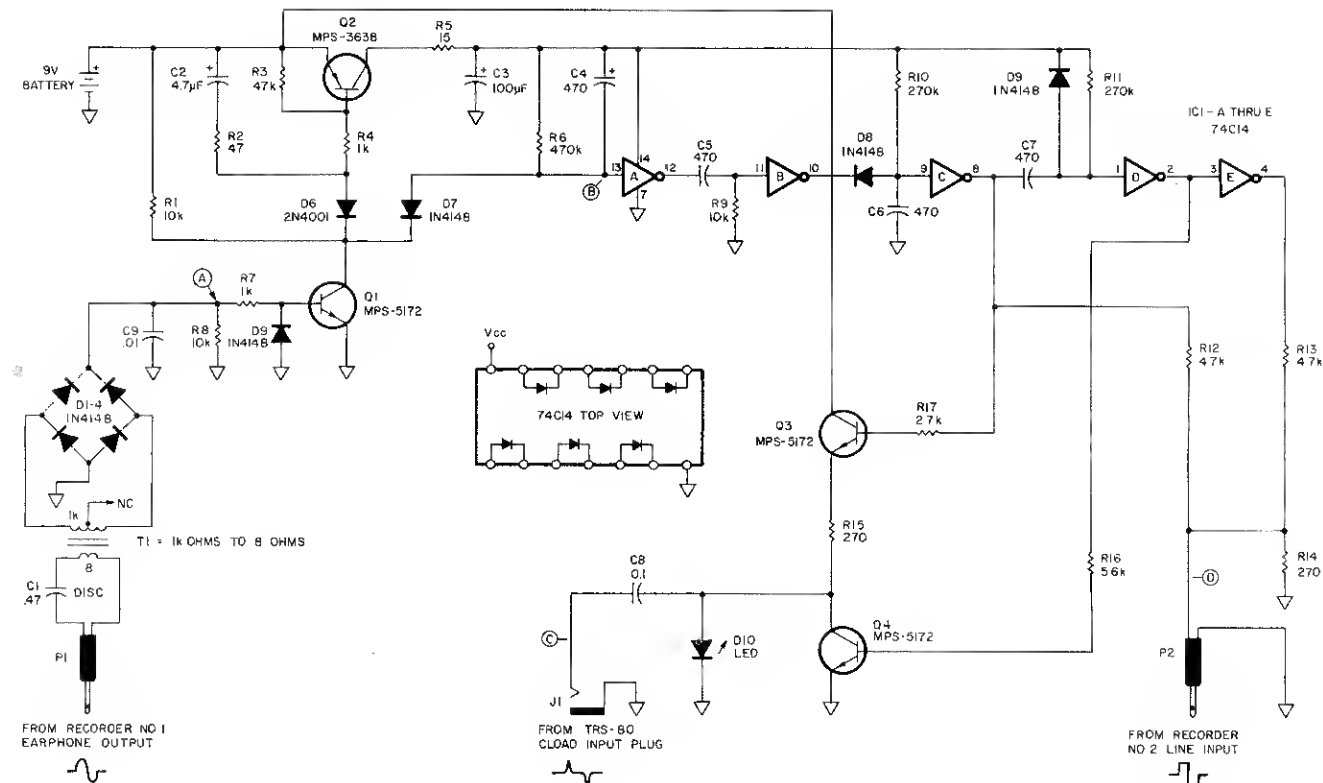 Q2
MPS-3638
R5
15
9V
BATTERY
C2
4.7µF
R3
47k
C3
100µF
C4
470
R10
270k
D9
1N4148
R11
270k
IC1-A THRU E
74C14
R2
47
R4
1k
R6
470k
14
13
A
12
7
B
C5
470
11
B
10
D8
1N4148
9
C
8
C7
470
1
D
2
3
E
4
R1
10k
D6
2N4001
D7
1N4148
R9
10k
C6
470
A
R7
1k
Q1
MPS-5172
C9
.01
R8
10k
D9
1N4148
Vcc
74C14 TOP VIEW
R12
47k
R13
47k
D1-4
1N4148
Q3
MPS-5172
R17
27k
NC
1k
T1 = 1k OHMS TO 8 OHMS
8
C1
.47
DISC
R15
270
R16
56k
R14
270
C8
0.1
D
C
D10
LED
Q4
MPS-5172
P1
P2
J1
FROM RECORDER NO 1
EARPHONE OUTPUT
FROM TRS-80
CLOAD INPUT PLUG
FROM RECORDER
NO 2 LINE INPUT